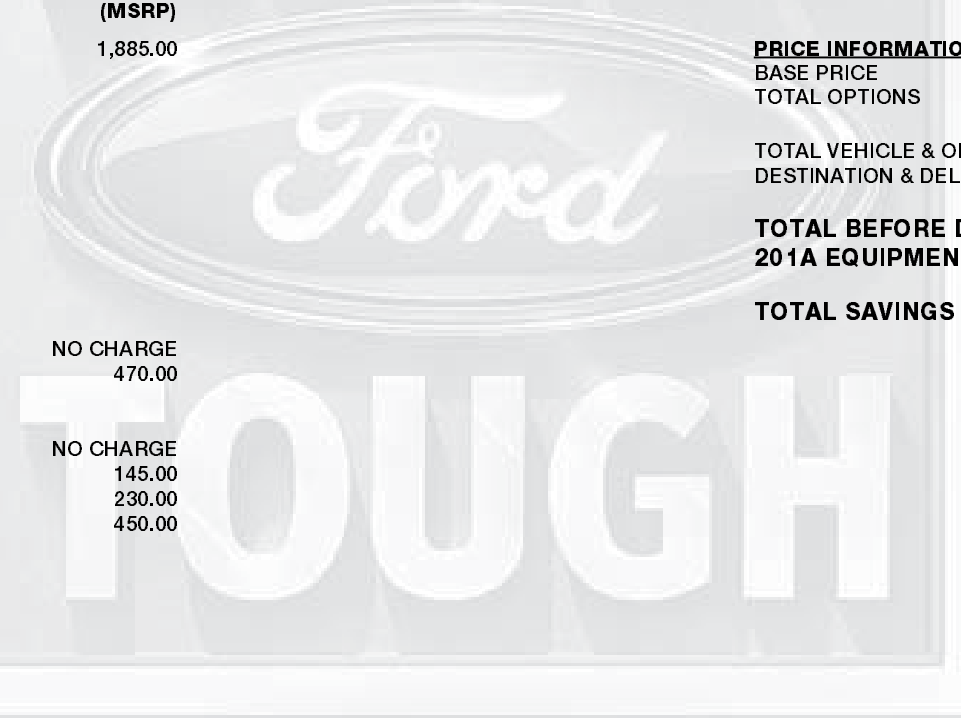 (MSRP)
1,885.00
NO CHARGE
470.00
NO CHARGE
145.00
230.00
450.00
PRICE INFORMATIO
BASE PRICE
TOTAL OPTIONS
TOTAL VEHICLE & O
DESTINATION & DEL
TOTAL BEFORE D
201A EQUIPMEN
TOTAL SAVINGS
Ford
TOUGH